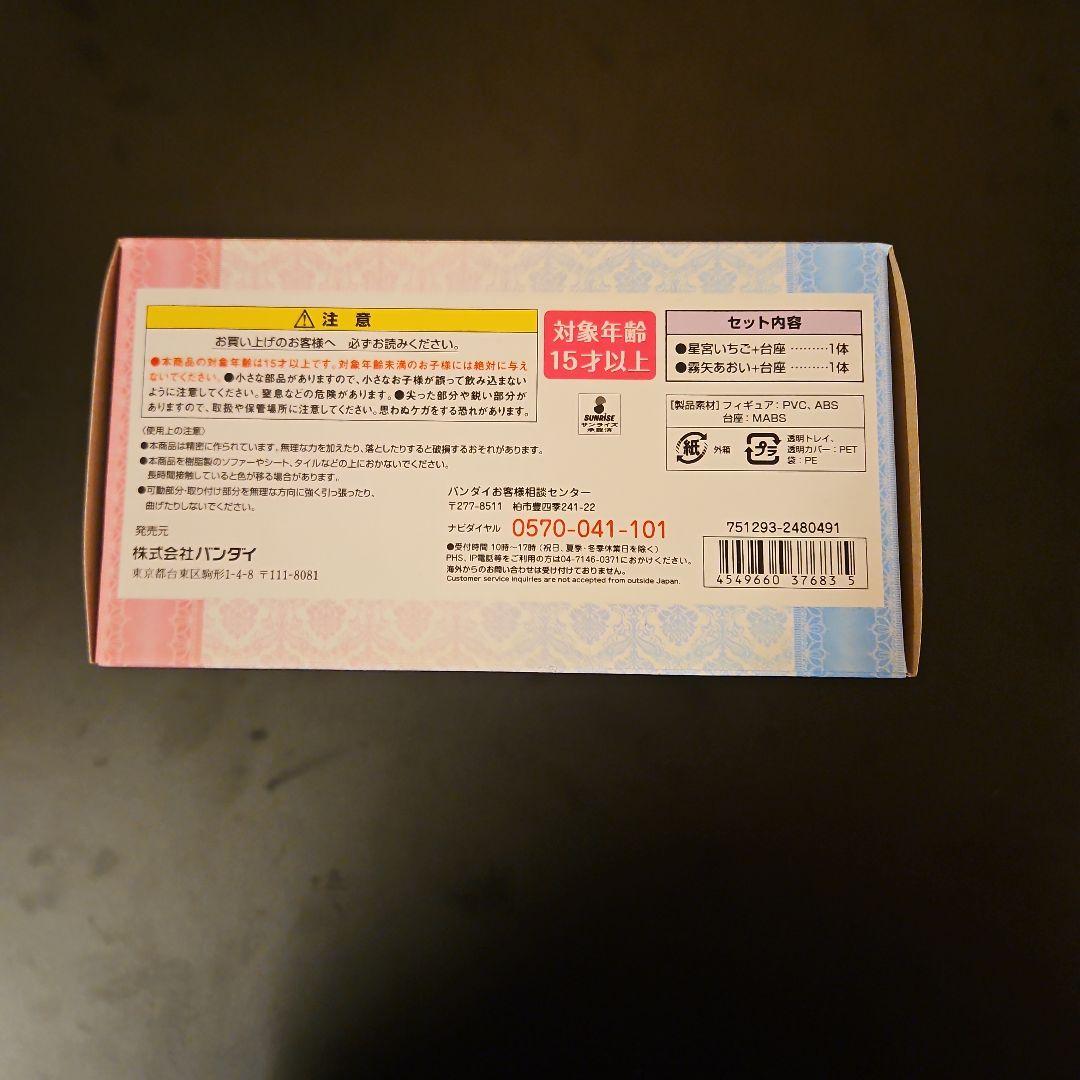 ⚠ 注 意
お買い上げのお客様へ 必ずお読みください。
●本商品の対象年齢は15才以上です。対象年齢未満のお子様には絶対に与え
ないでください。●小さな部品がありますので、小さなお子様が誤って飲み込まない
ように注意してください。窒息などの危険があります。●尖った部分や鋭い部分が
ありますので、取扱や保管場所に注意してください。思わぬケガをする恐れがあります。
対象年齢
15才以上
セット内容
●星宮いちご+台座………1体
●霧矢あおい+台座………1体
SUNRISE
サンライズ
承認済
[製品素材]フィギュア:PVC、ABS
台座:MABS
紙 外箱
プラ 透明トレイ、
透明カバー:PET
袋:PE
〈使用上の注意〉
●本商品は精密に作られています。無理な力を加えたり、落としたりすると破損するおそれがあります。
●本商品を樹脂製のソファーやシート、タイルなどの上におかないでください。
長時間接触していると色が移る場合があります。
●可動部分・取り付け部分を無理な方向に強く引っ張ったり、
曲げたりしないでください。
発売元
株式会社バンダイ
東京都台東区駒形1-4-8 〒111-8081
バンダイお客様相談センター
〒277-8511 柏市豊四季241-22
ナビダイヤル 0570-041-101
●受付時間 10時〜17時(祝日、夏季・冬季休業日を除く)
PHS、IP電話等をご利用の方は04-7146-0371におかけください。
海外からのお問い合わせは受け付けておりません。
Customer service inquiries are not accepted from outside Japan.
751293-2480491
4549660 37683 5